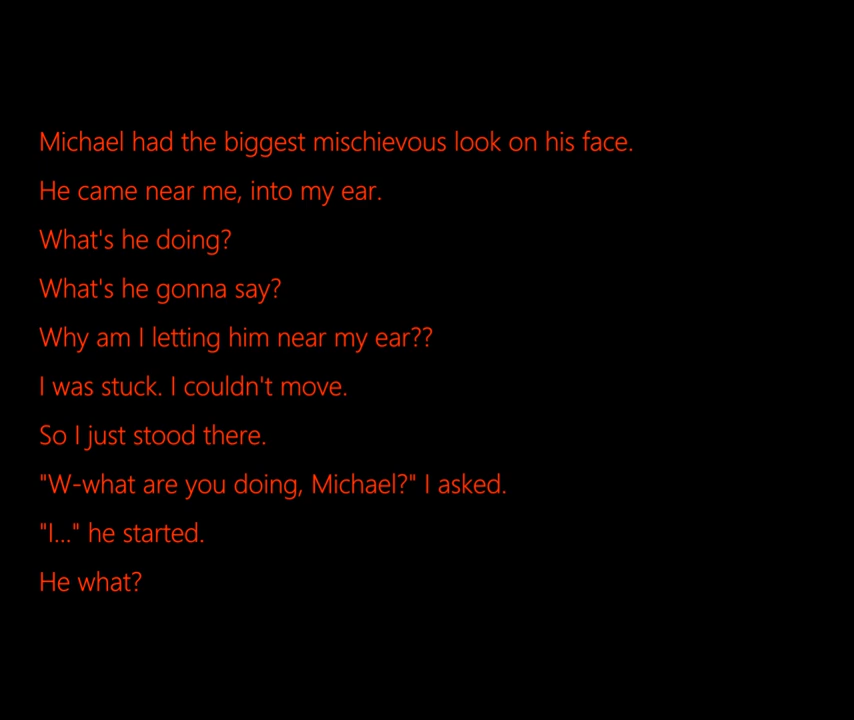 Michael had the biggest mischievous look on his face.
He came near me, into my ear.
What's he doing?
What's he gonna say?
Why am I letting him near my ear??
I was stuck. I couldn't move.
So I just stood there.
"W-what are you doing, Michael?" I asked.
"I..." he started.
He what?